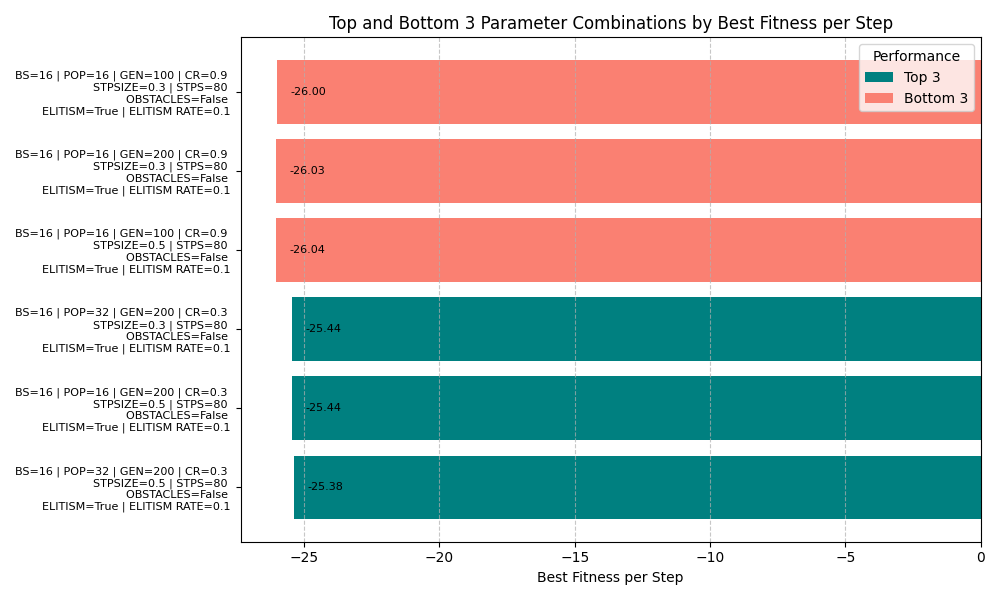 Top and Bottom 3 Parameter Combinations by Best Fitness per Step
Performance
Top 3
Bottom 3
BS=16 | POP=16 | GEN=100 | CR=0.9
STPSIZE=0.3 | STPS=80
OBSTACLES=False
ELITISM=True | ELITISM RATE=0.1
-26.00
BS=16 | POP=16 | GEN=200 | CR=0.9
STPSIZE=0.3 | STPS=80
OBSTACLES=False
ELITISM=True | ELITISM RATE=0.1
-26.03
BS=16 | POP=16 | GEN=100 | CR=0.9
STPSIZE=0.5 | STPS=80
OBSTACLES=False
ELITISM=True | ELITISM RATE=0.1
-26.04
BS=16 | POP=32 | GEN=200 | CR=0.3
STPSIZE=0.3 | STPS=80
OBSTACLES=False
ELITISM=True | ELITISM RATE=0.1
-25.44
BS=16 | POP=16 | GEN=200 | CR=0.3
STPSIZE=0.5 | STPS=80
OBSTACLES=False
ELITISM=True | ELITISM RATE=0.1
-25.44
BS=16 | POP=32 | GEN=200 | CR=0.3
STPSIZE=0.5 | STPS=80
OBSTACLES=False
ELITISM=True | ELITISM RATE=0.1
-25.38
−25 −20 −15 −10 −5 0
Best Fitness per Step